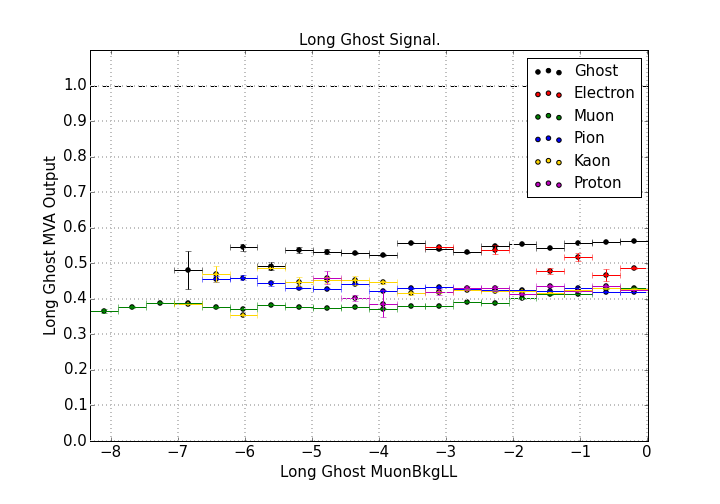 Long Ghost Signal.
Long Ghost MVA Output
1.0
0.9
0.8
0.7
0.6
0.5
0.4
0.3
0.2
0.1
0.0
Ghost
Electron
Muon
Pion
Kaon
Proton
−8 −7 −6 −5 −4 −3 −2 −1 0
Long Ghost MuonBkgLL